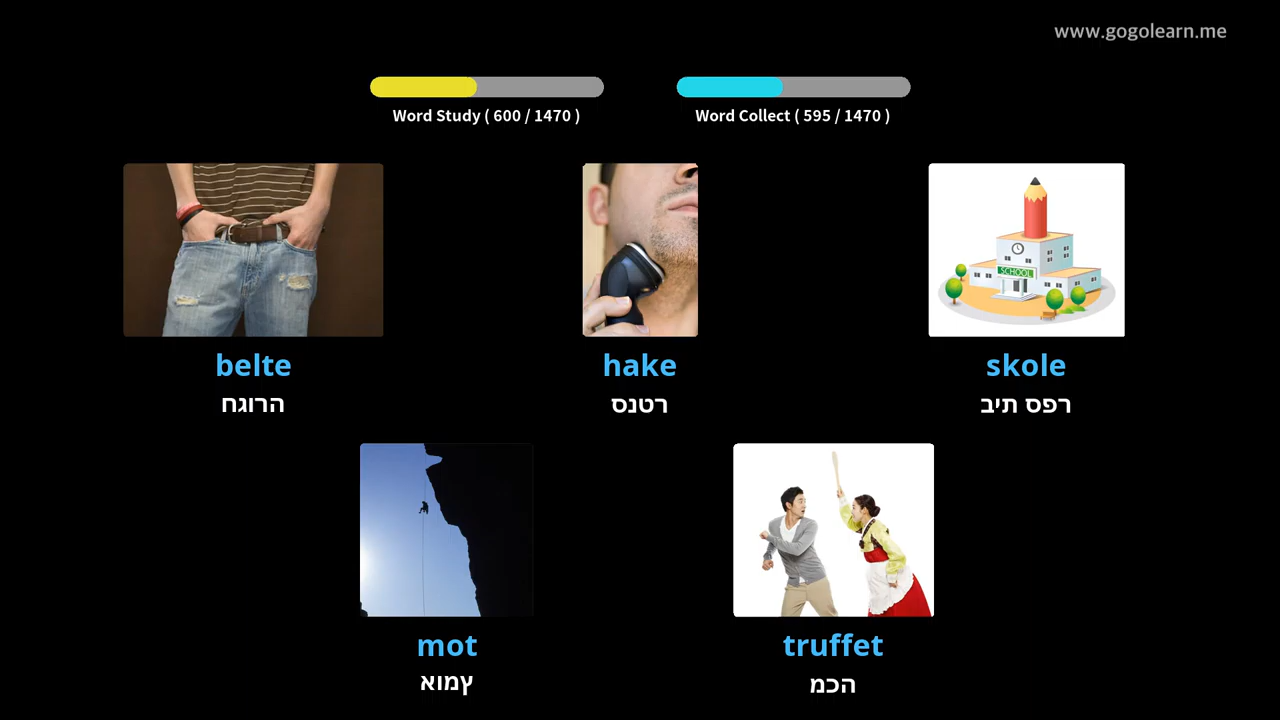 www.gogolearn.me
Word Study ( 600 / 1470 )
Word Collect ( 595 / 1470 )
belte
הרוגח
hake
רטנס
skole
רפס תיב
SCHOOL
mot
ץמוא
truffet
הכמ